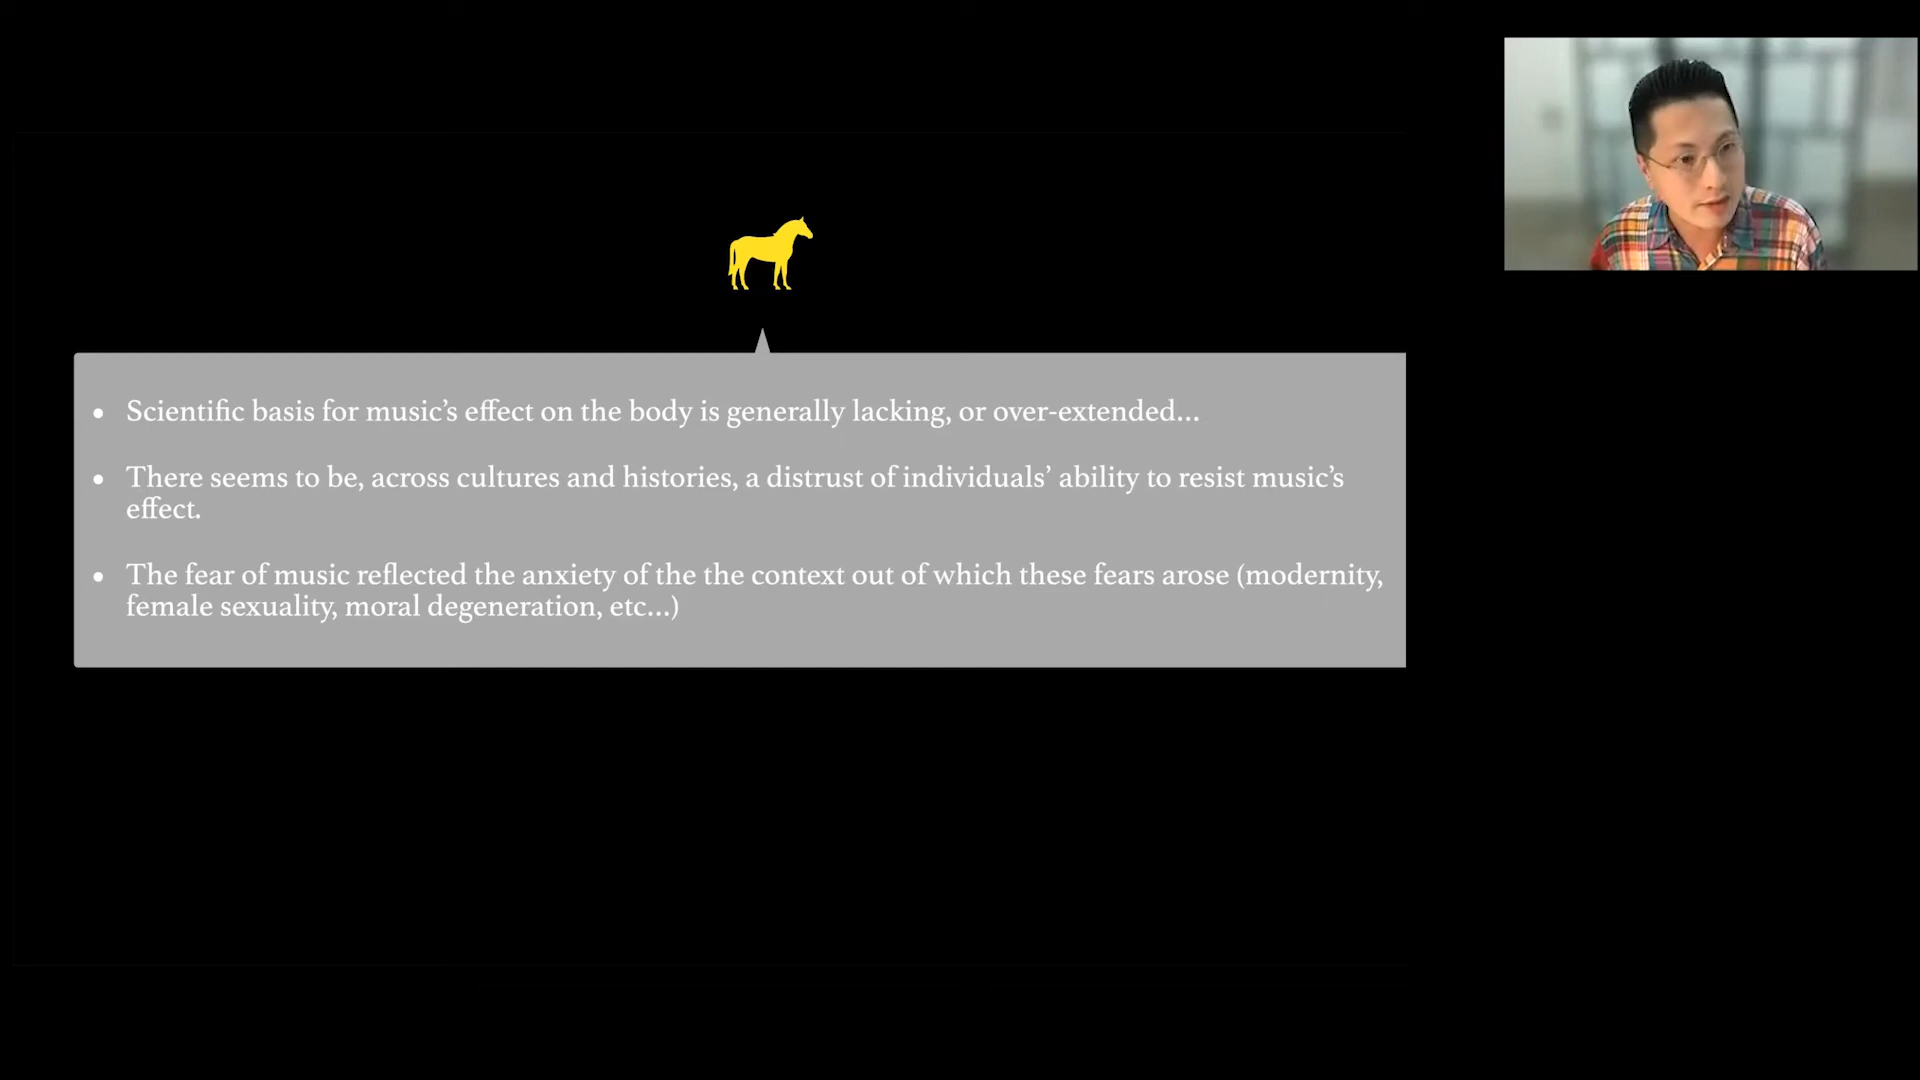 • Scientific basis for music’s effect on the body is generally lacking, or over-extended…
• There seems to be, across cultures and histories, a distrust of individuals’ ability to resist music’s
effect.
• The fear of music reflected the anxiety of the the context out of which these fears arose (modernity,
female sexuality, moral degeneration, etc…)